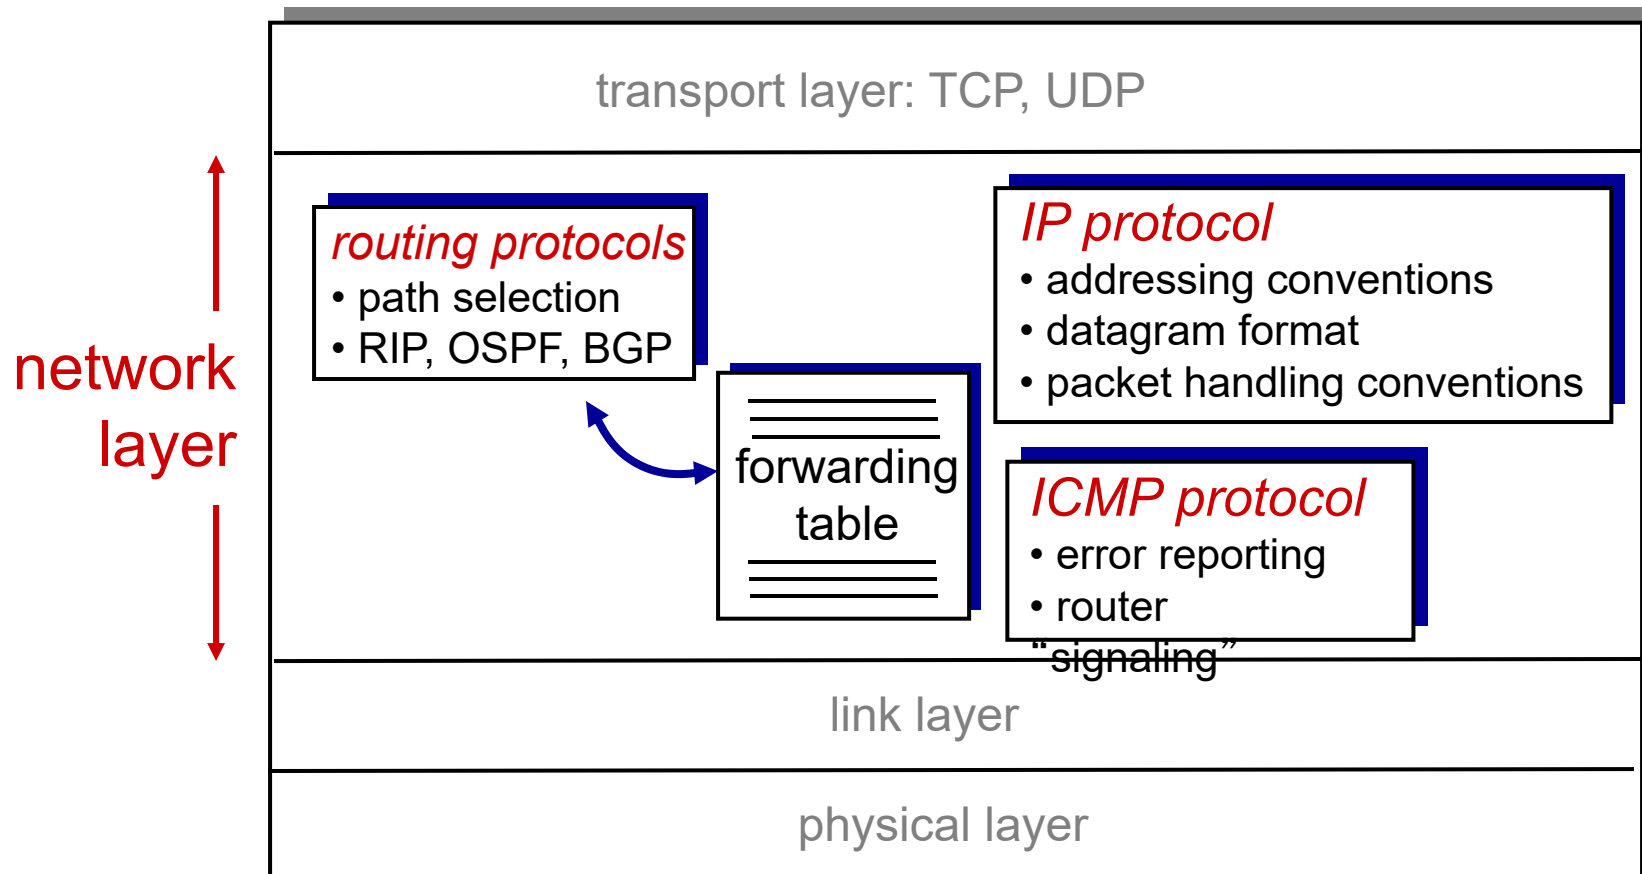 transport layer: TCP, UDP
network
layer
routing protocols
• path selection
• RIP, OSPF, BGP
forwarding
table
IP protocol
• addressing conventions
• datagram format
• packet handling conventions
ICMP protocol
• error reporting
• router
“signaling”
link layer
physical layer